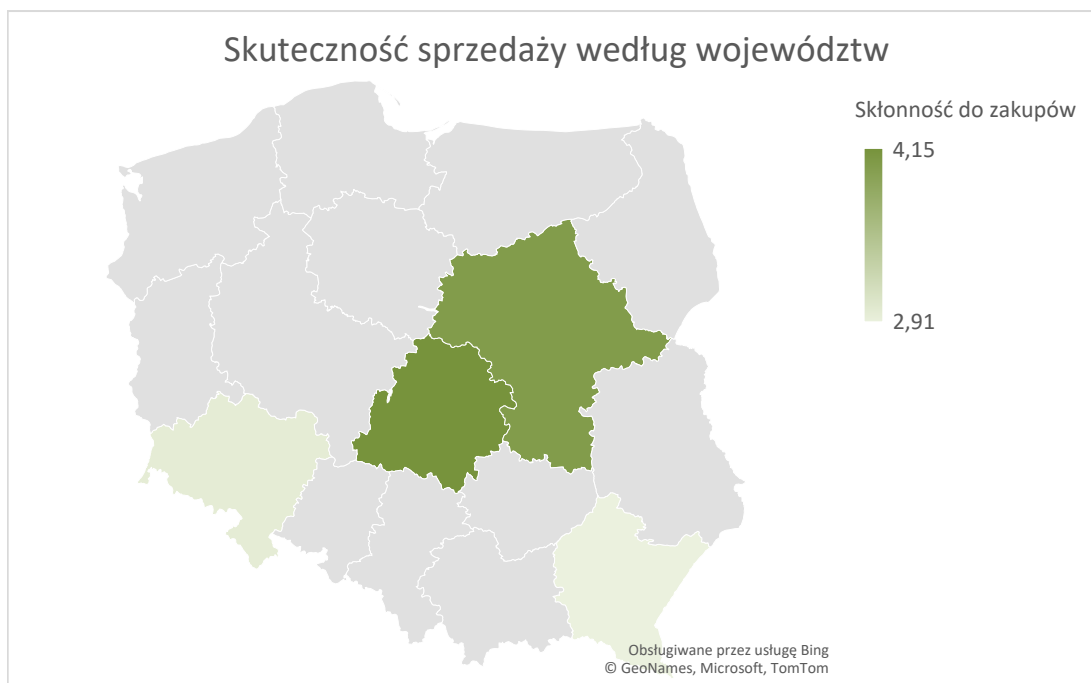 Skuteczność sprzedaży według województw
Skłonność do zakupów
4,15
2,91
Obsługiwane przez usługę Bing
© GeoNames, Microsoft, TomTom